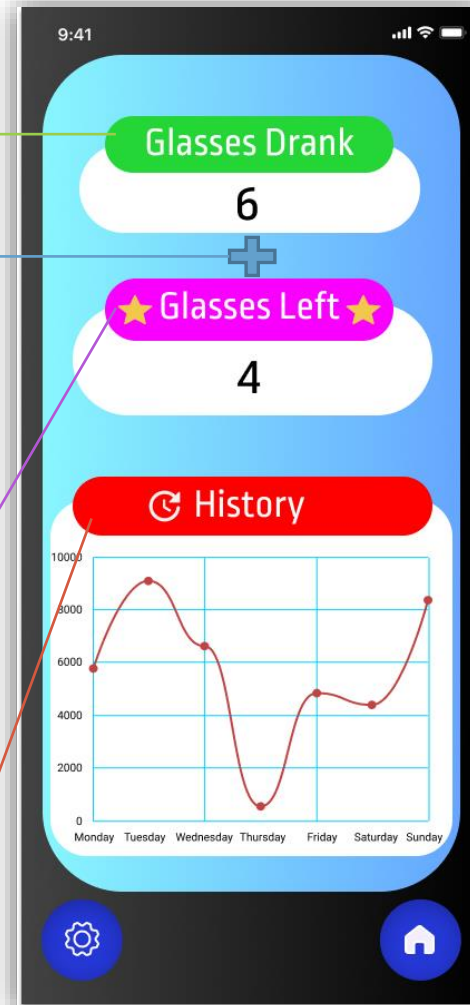 9:41
Glasses Drank
6
Glasses Left
4
History
10000
8000
6000
4000
2000
0
Monday Tuesday Wednesday Thursday Friday Saturday Sunday